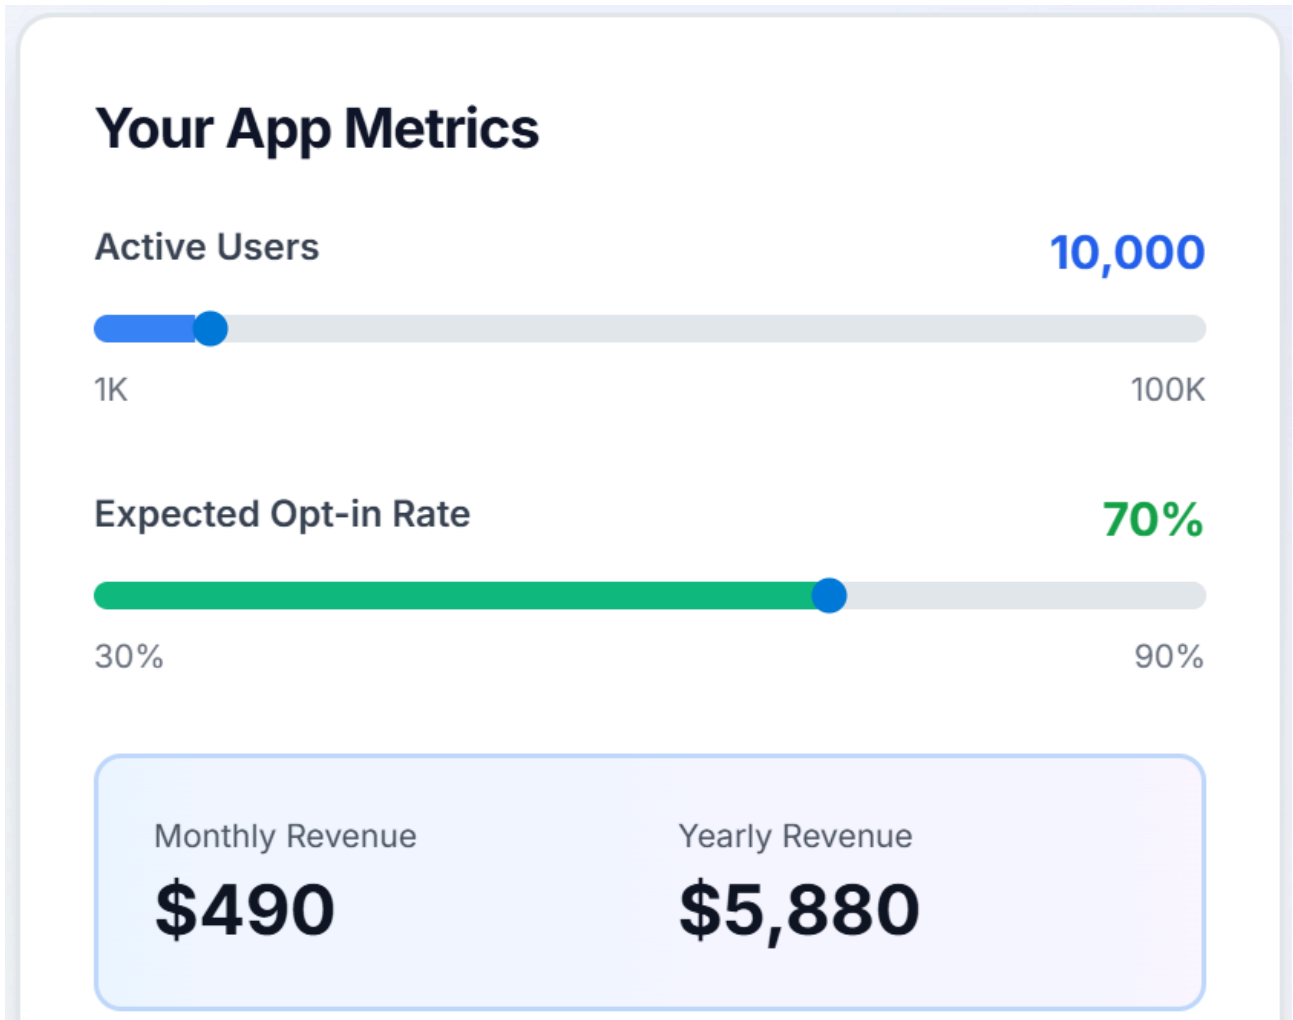 Your App Metrics
Active Users
10,000
1K
100K
Expected Opt-in Rate
70%
30%
90%
Monthly Revenue
Yearly Revenue
$490
$5,880